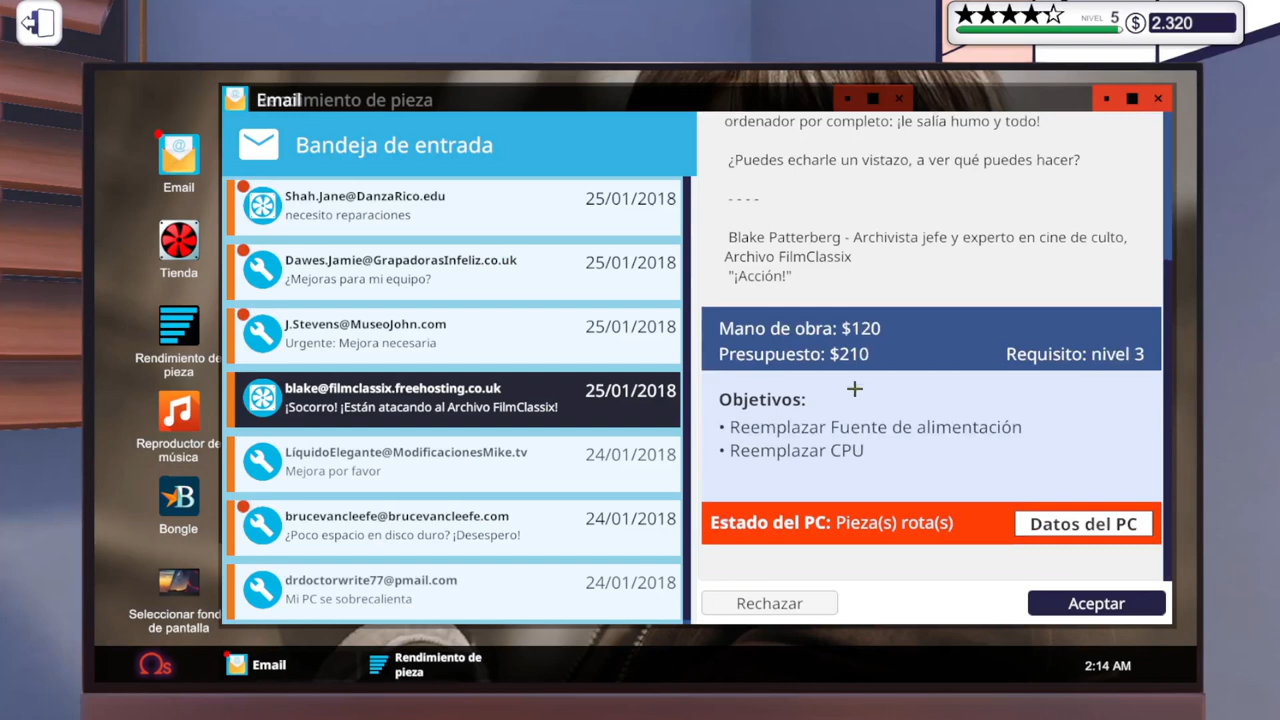 NIVEL 5
$ 2.320
Email
imiento de pieza
Bandeja de entrada
Shah.Jane@DanzaRico.edu
25/01/2018
necesito reparaciones
Dawes.Jamie@GrapadorasInfeliz.co.uk
25/01/2018
¿Mejoras para mi equipo?
J.Stevens@MuseoJohn.com
25/01/2018
Urgente: Mejora necesaria
blake@filmclassix.freehosting.co.uk
25/01/2018
¡Socorro! ¡Están atacando al Archivo FilmClassix!
LíquidoElegante@ModificacionesMike.tv
24/01/2018
Mejora por favor
brucevancleefe@brucevancleefe.com
24/01/2018
¿Poco espacio en disco duro? ¡Desespero!
drdoctorwrite77@pmail.com
24/01/2018
Mi PC se sobrecalienta
ordenador por completo: ¡le salía humo y todo!
¿Puedes echarle un vistazo, a ver qué puedes hacer?
- - - -
Blake Patterberg - Archivista jefe y experto en cine de culto,
Archivo FilmClassix
"¡Acción!"
Mano de obra: $120
Presupuesto: $210
Requisito: nivel 3
Objetivos:
• Reemplazar Fuente de alimentación
• Reemplazar CPU
Estado del PC: Pieza(s) rota(s)
Datos del PC
Rechazar
Aceptar
Email
Tienda
Rendimiento de
pieza
Reproductor de
música
B
Bongle
Seleccionar fond
de pantalla
Ωs
Email
Rendimiento de
pieza
2:14 AM